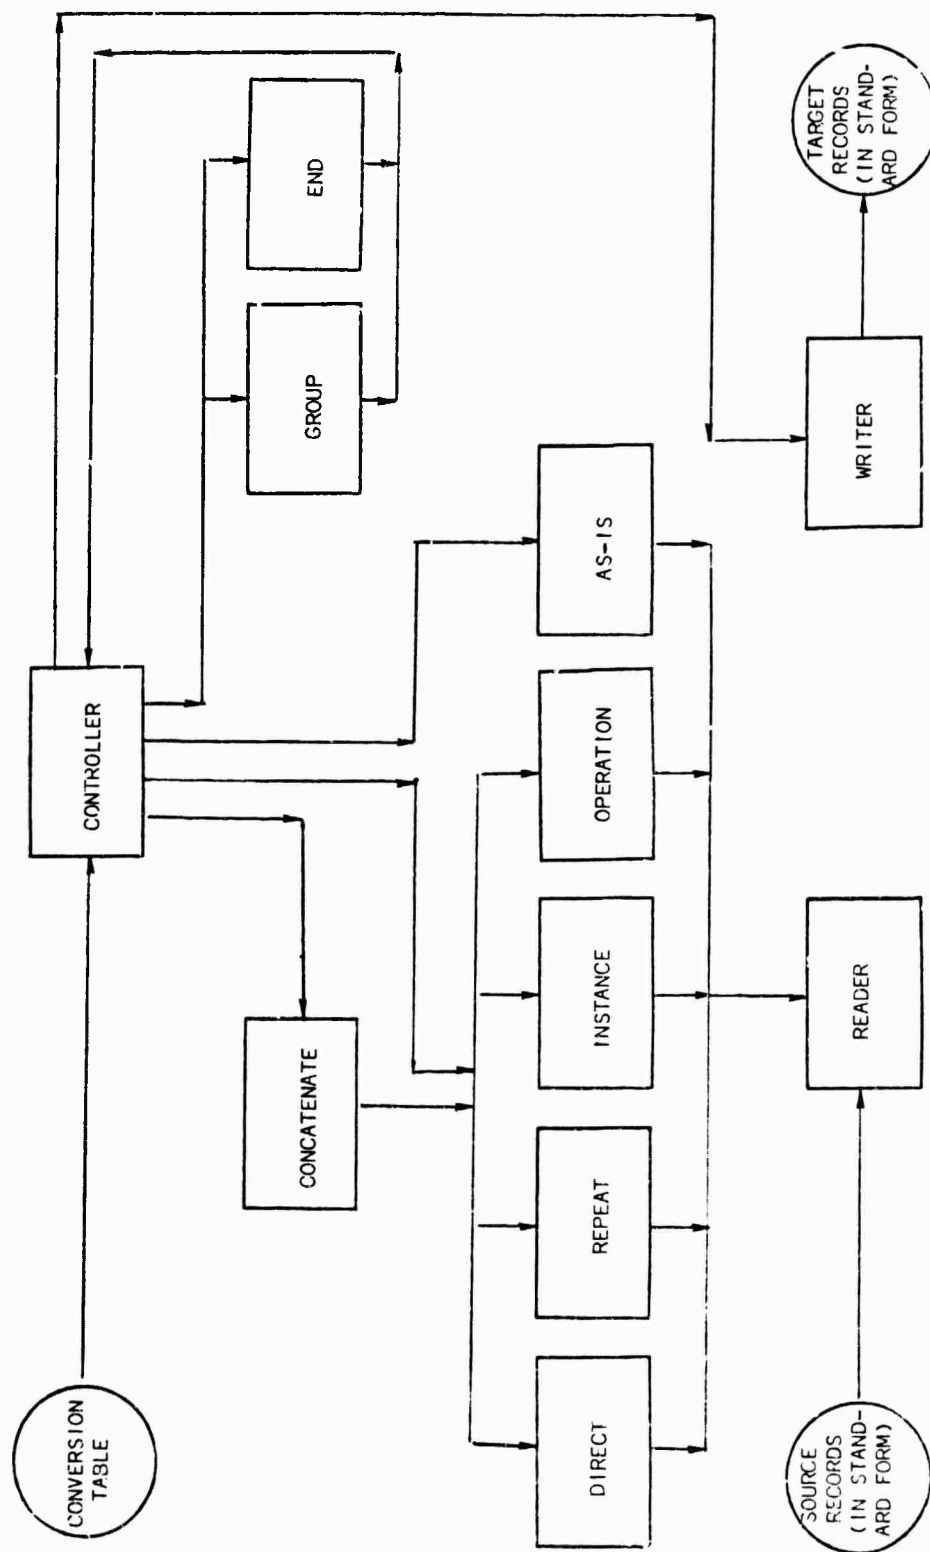 CONVERSION
TABLE
CONTROLLER
CONCATENATE
GROUP
END
DIRECT
REPEAT
INSTANCE
OPERATION
AS-IS
SOURCE
RECORDS
(IN STAND-
ARD FORM)
READER
WRITER
TARGET
RECORDS
(IN STAND-
ARD FORM)